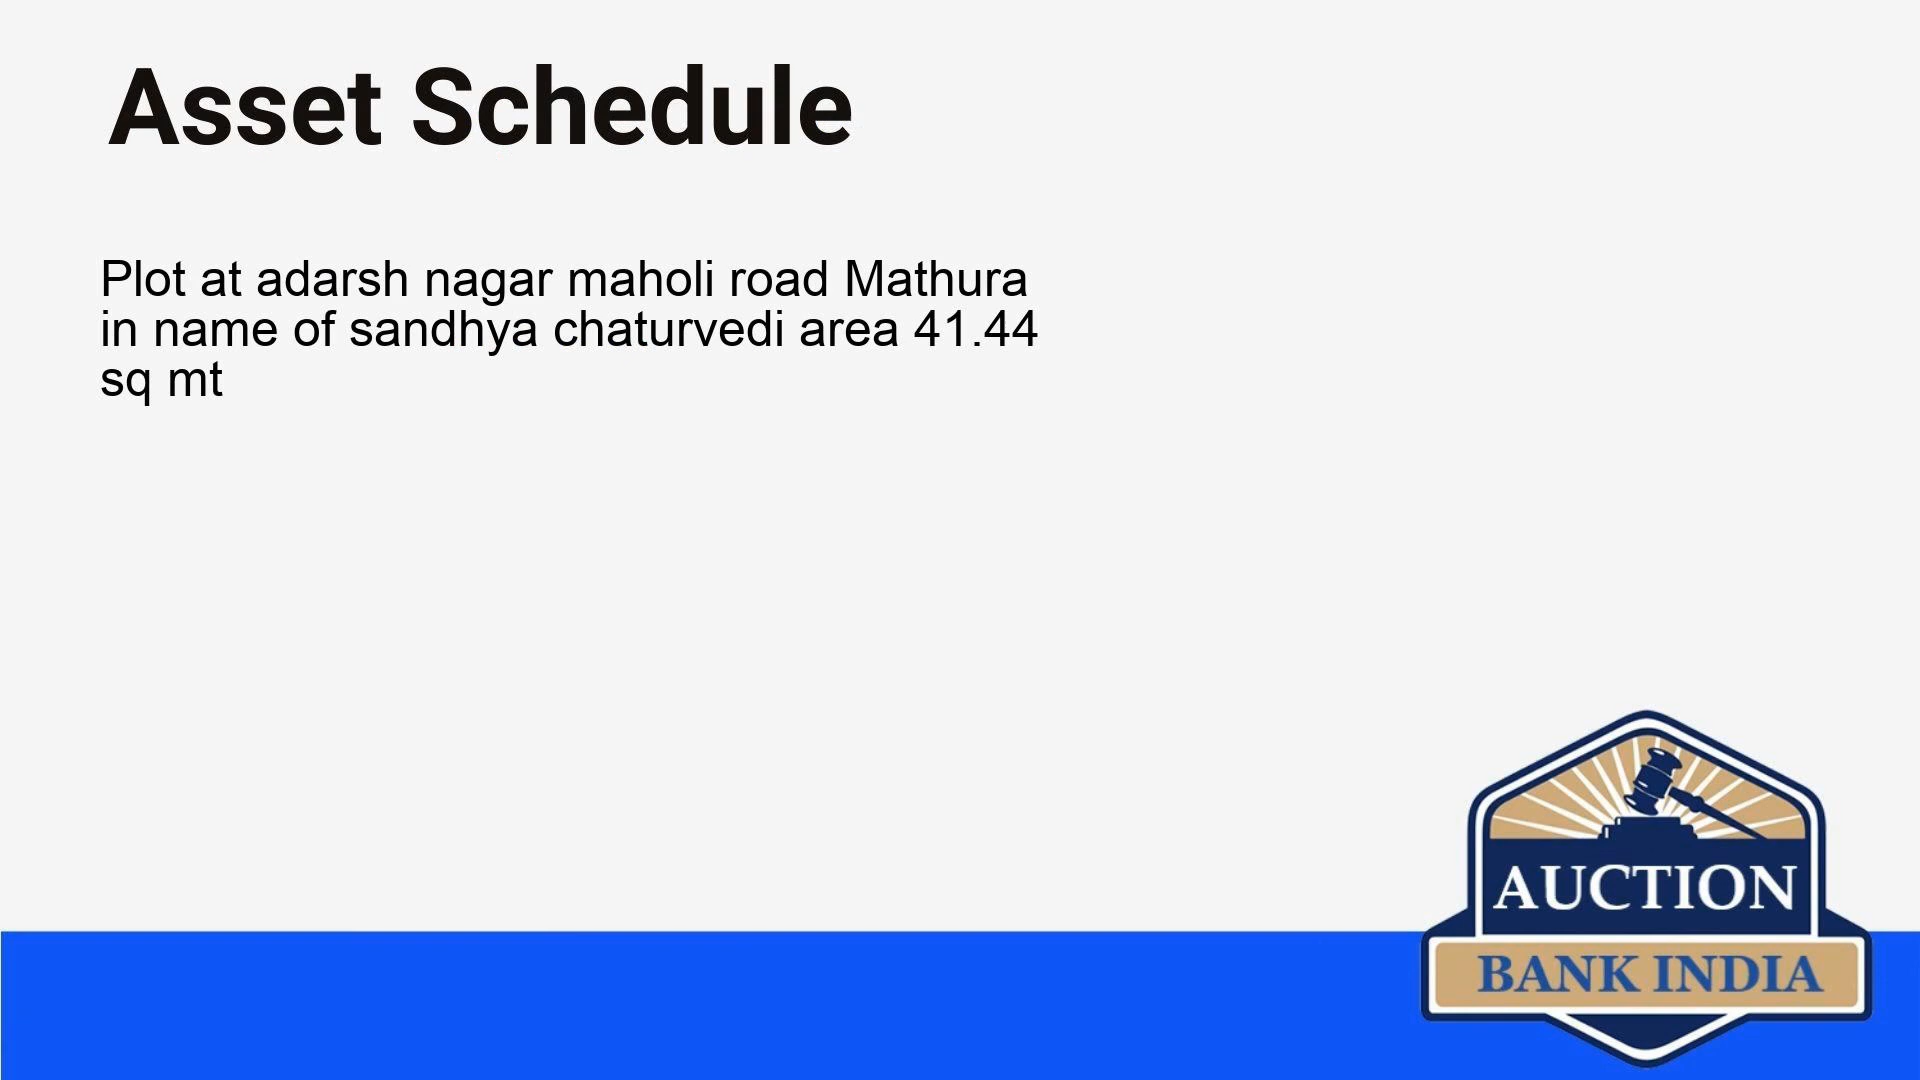 Asset Schedule
Plot at adarsh nagar maholi road Mathura
in name of sandhya chaturvedi area 41.44
sq mt
AUCTION
BANK INDIA